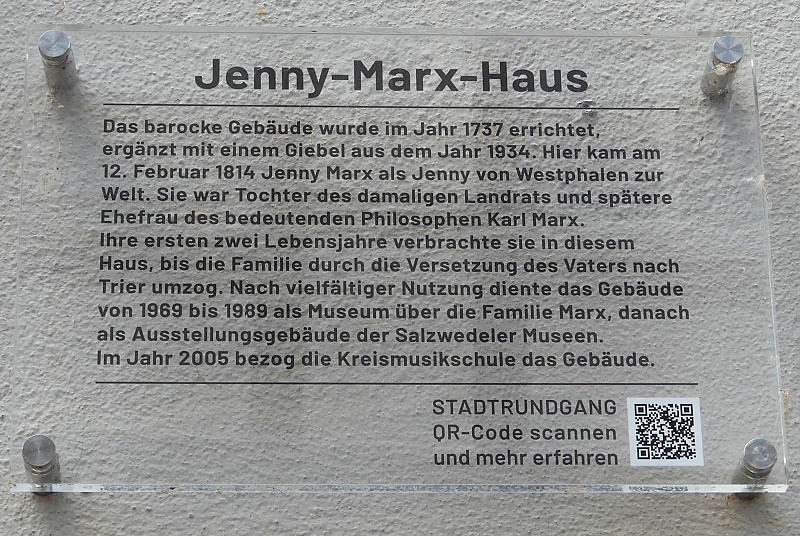 Jenny-Marx-Haus
Das barocke Gebäude wurde im Jahr 1737 errichtet,
ergänzt mit einem Giebel aus dem Jahr 1934. Hier kam am
12. Februar 1814 Jenny Marx als Jenny von Westphalen zur
Welt. Sie war Tochter des damaligen Landrats und spätere
Ehefrau des bedeutenden Philosophen Karl Marx.
Ihre ersten zwei Lebensjahre verbrachte sie in diesem
Haus, bis die Familie durch die Versetzung des Vaters nach
Trier umzog. Nach vielfältiger Nutzung diente das Gebäude
von 1969 bis 1989 als Museum über die Familie Marx, danach
als Ausstellungsgebäude der Salzwedeler Museen.
Im Jahr 2005 bezog die Kreismusikschule das Gebäude.
STADTRUNDGANG
QR-Code scannen
und mehr erfahren